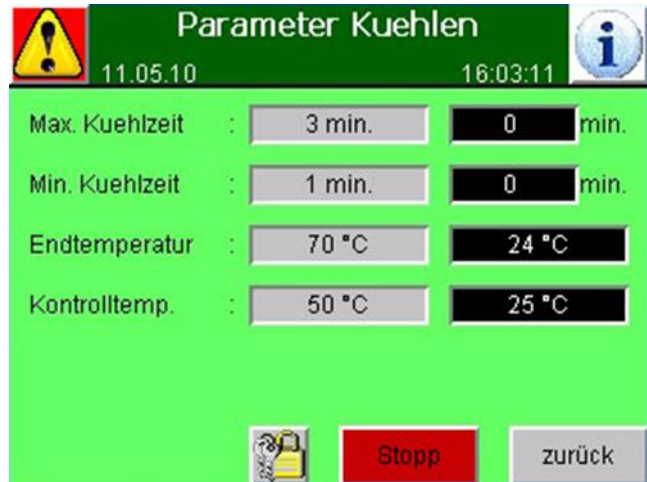 Parameter Kuehlen
11.05.10 16:03:11
Max. Kuehlzeit : 3 min. 0 min.
Min. Kuehlzeit : 1 min. 0 min.
Endtemperatur : 70 °C 24 °C
Kontrolltemp. : 50 °C 25 °C
Stopp zurück